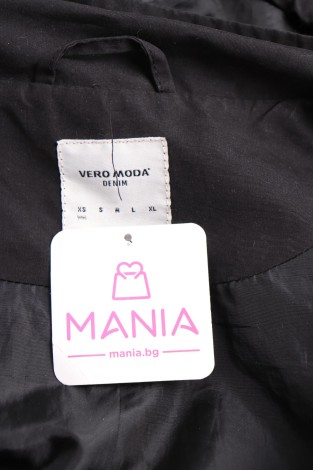 VERO MODA
DENIM
XS S M L XL
MANIA
mania.bg